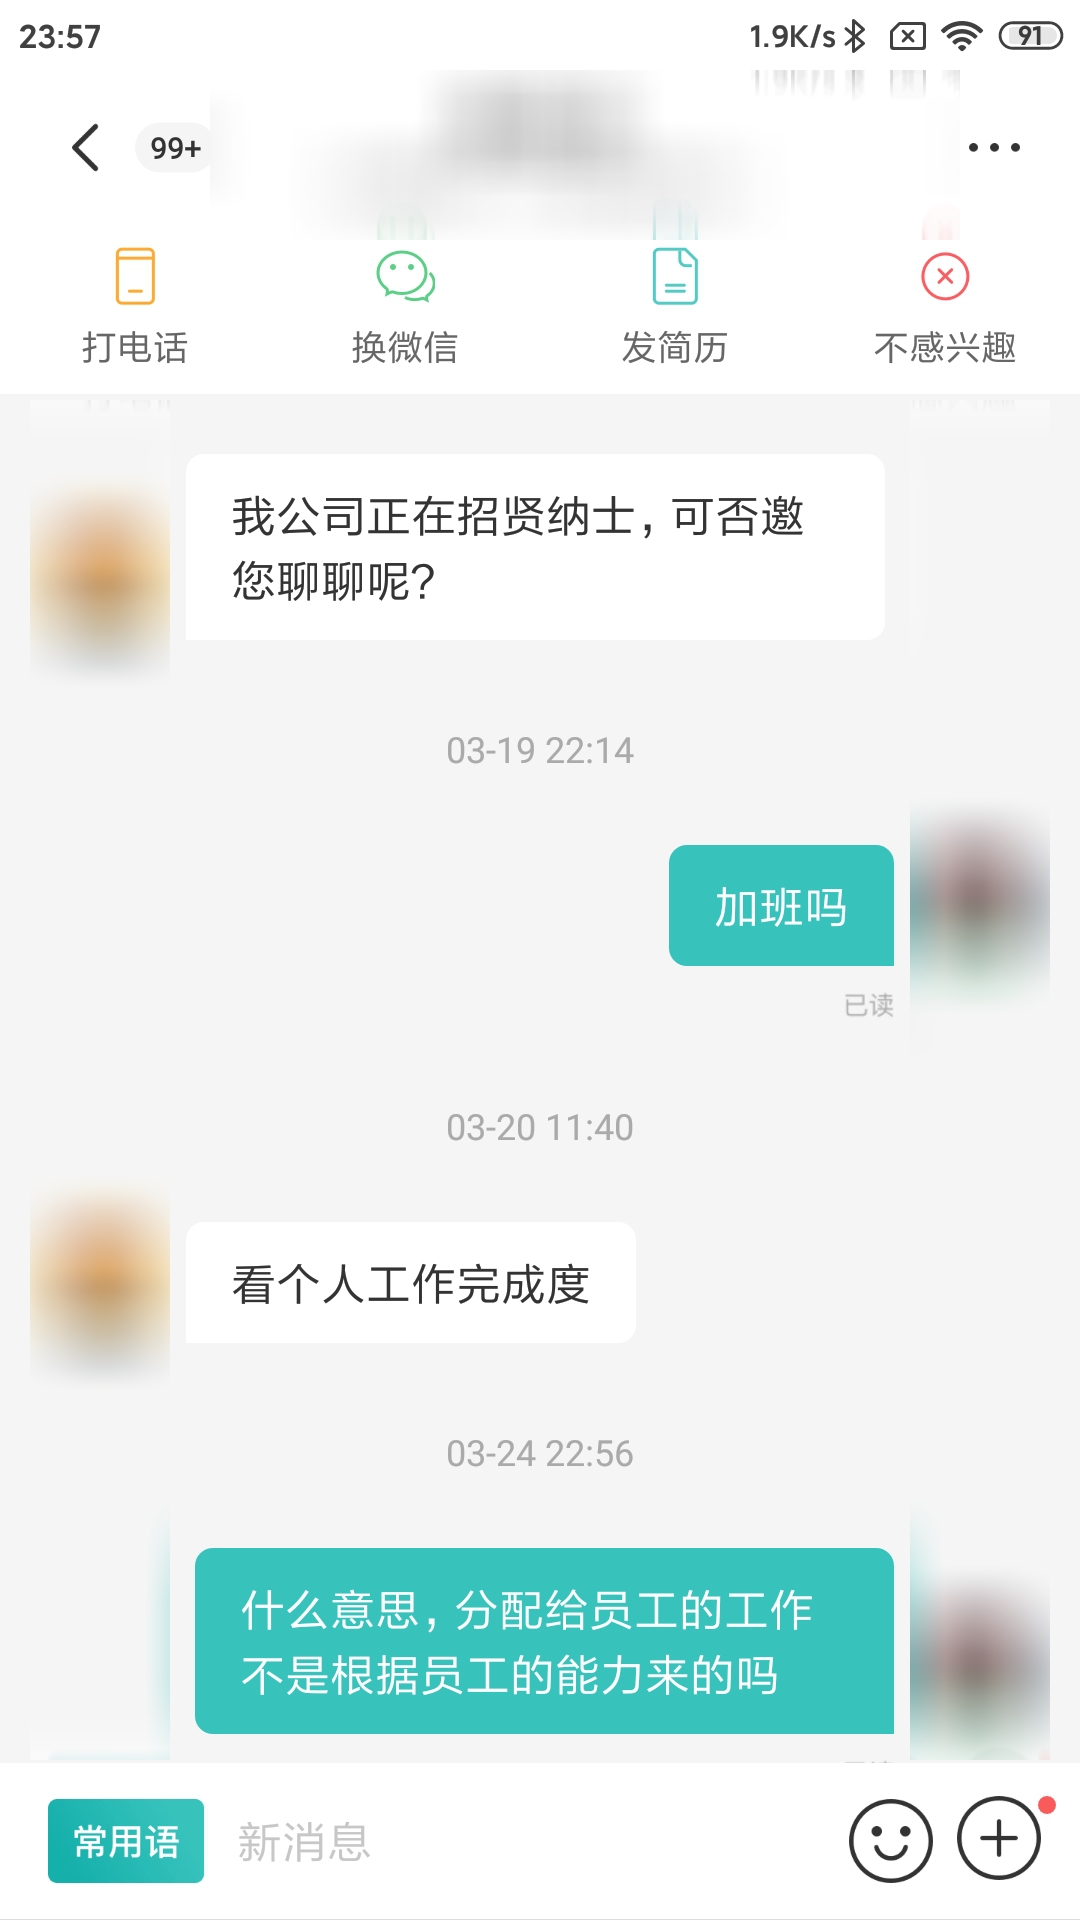 23:57
1.9K/s
91
99+
打电话
换微信
发简历
不感兴趣
我公司正在招贤纳士，可否邀
您聊聊呢？
03-19 22:14
加班吗
已读
03-20 11:40
看个人工作完成度
03-24 22:56
什么意思，分配给员工的工作
不是根据员工的能力来的吗
常用语
新消息